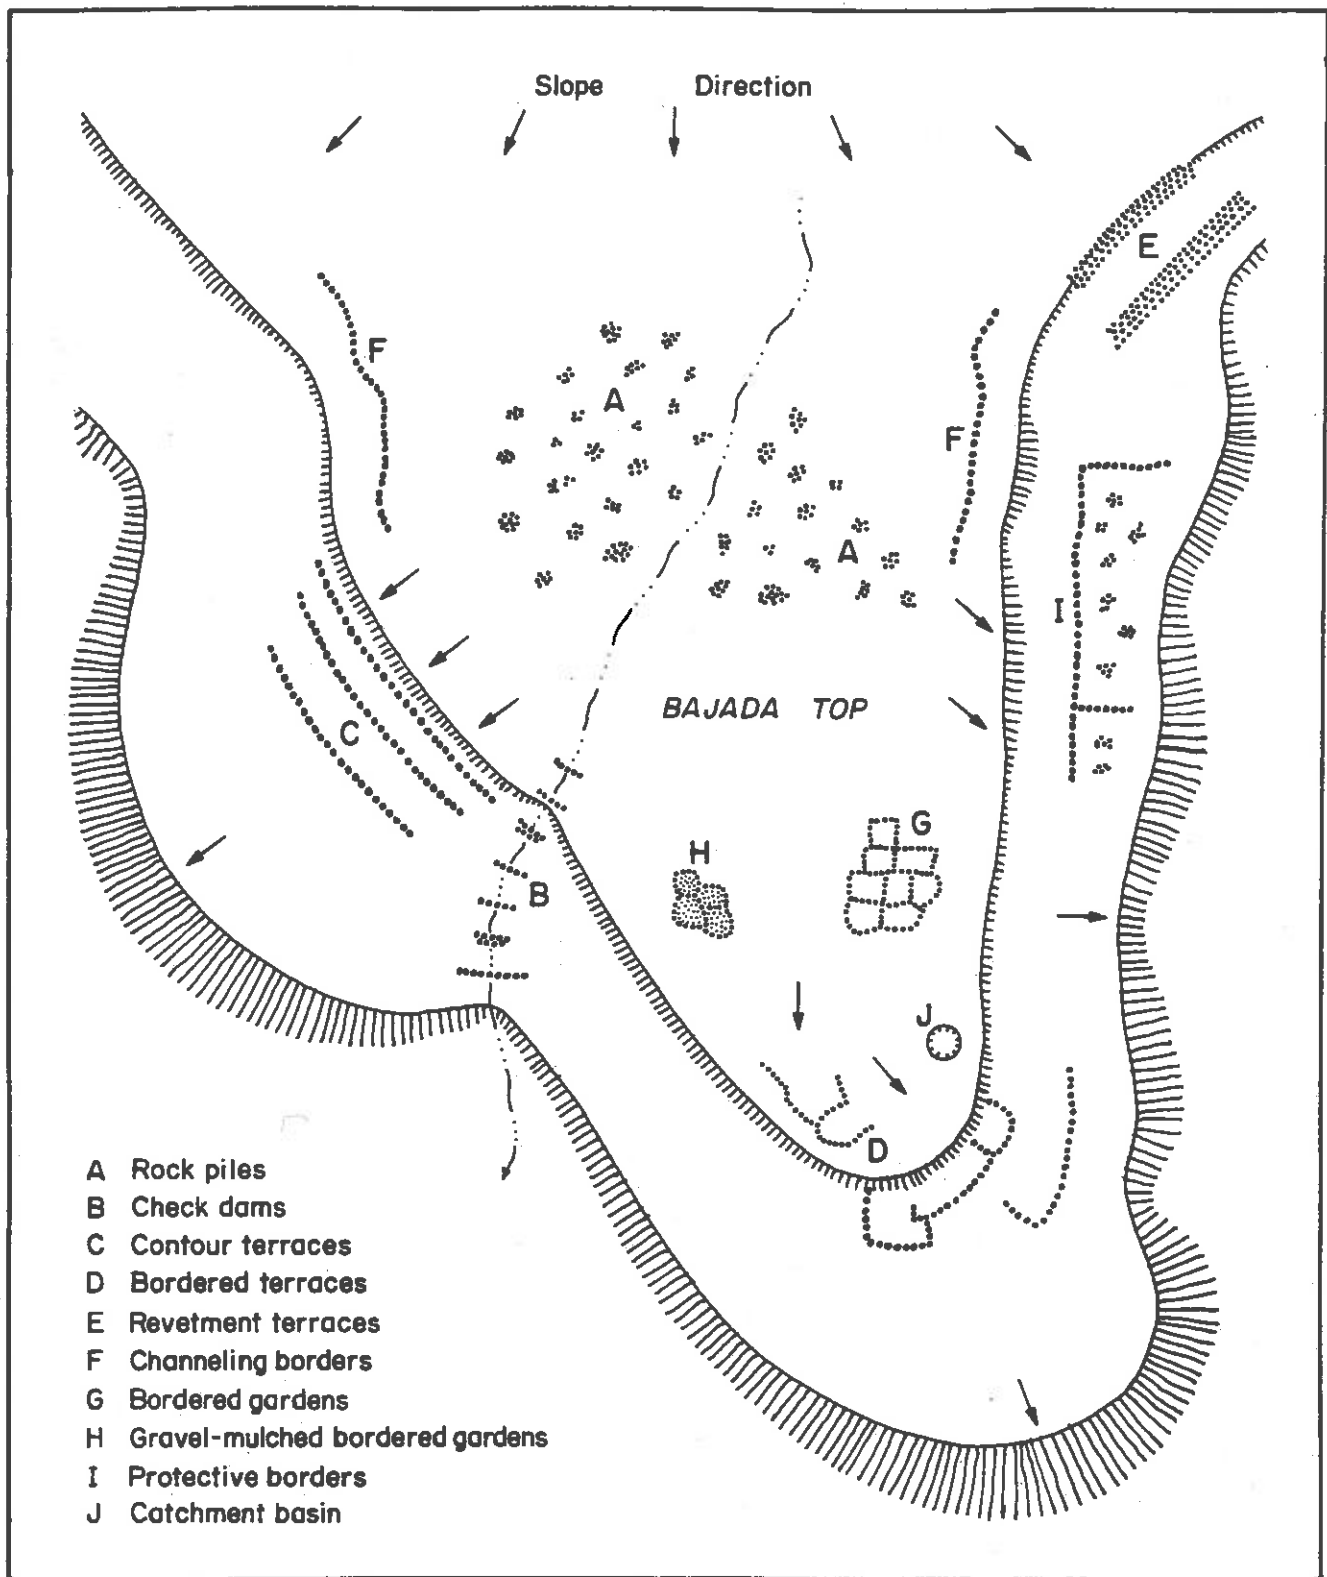 Slope Direction
E
F
A
F
A
I
BAJADA TOP
C
G
H
B
J
D
A Rock piles
B Check dams
C Contour terraces
D Bordered terraces
E Revetment terraces
F Channeling borders
G Bordered gardens
H Gravel-mulched bordered gardens
I Protective borders
J Catchment basin